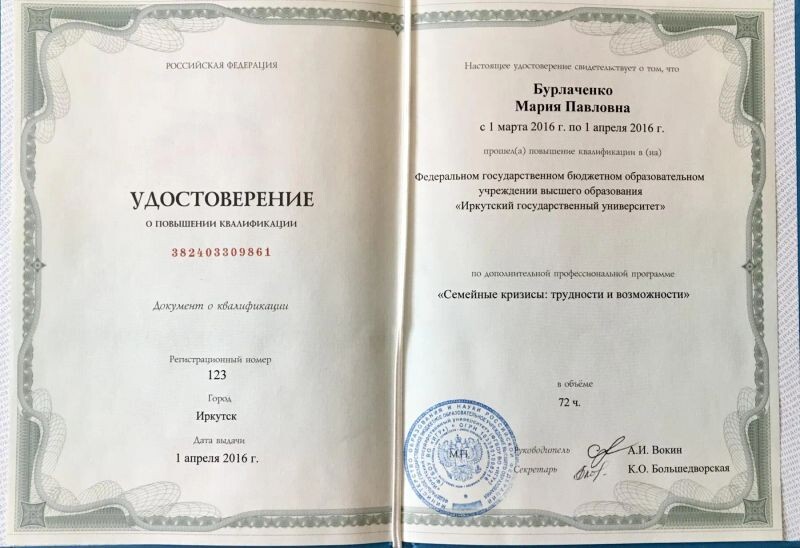 РОССИЙСКАЯ ФЕДЕРАЦИЯ
УДОСТОВЕРЕНИЕ
О ПОВЫШЕНИИ КВАЛИФИКАЦИИ
382403309861
Документ о квалификации
Регистрационный номер
123
Город
Иркутск
Дата выдачи
1 апреля 2016 г.
Настоящее удостоверение свидетельствует о том, что
Бурлаченко
Мария Павловна
с 1 марта 2016 г. по 1 апреля 2016 г.
прошел(а) повышение квалификации в (на)
Федеральном государственном бюджетном образовательном
учреждении высшего образования
«Иркутский государственный университет»
по дополнительной профессиональной программе
«Семейные кризисы: трудности и возможности»
в объёме
72 ч.
М.П.
Руководитель А.И. Вокин
Секретарь К.О. Большедворская